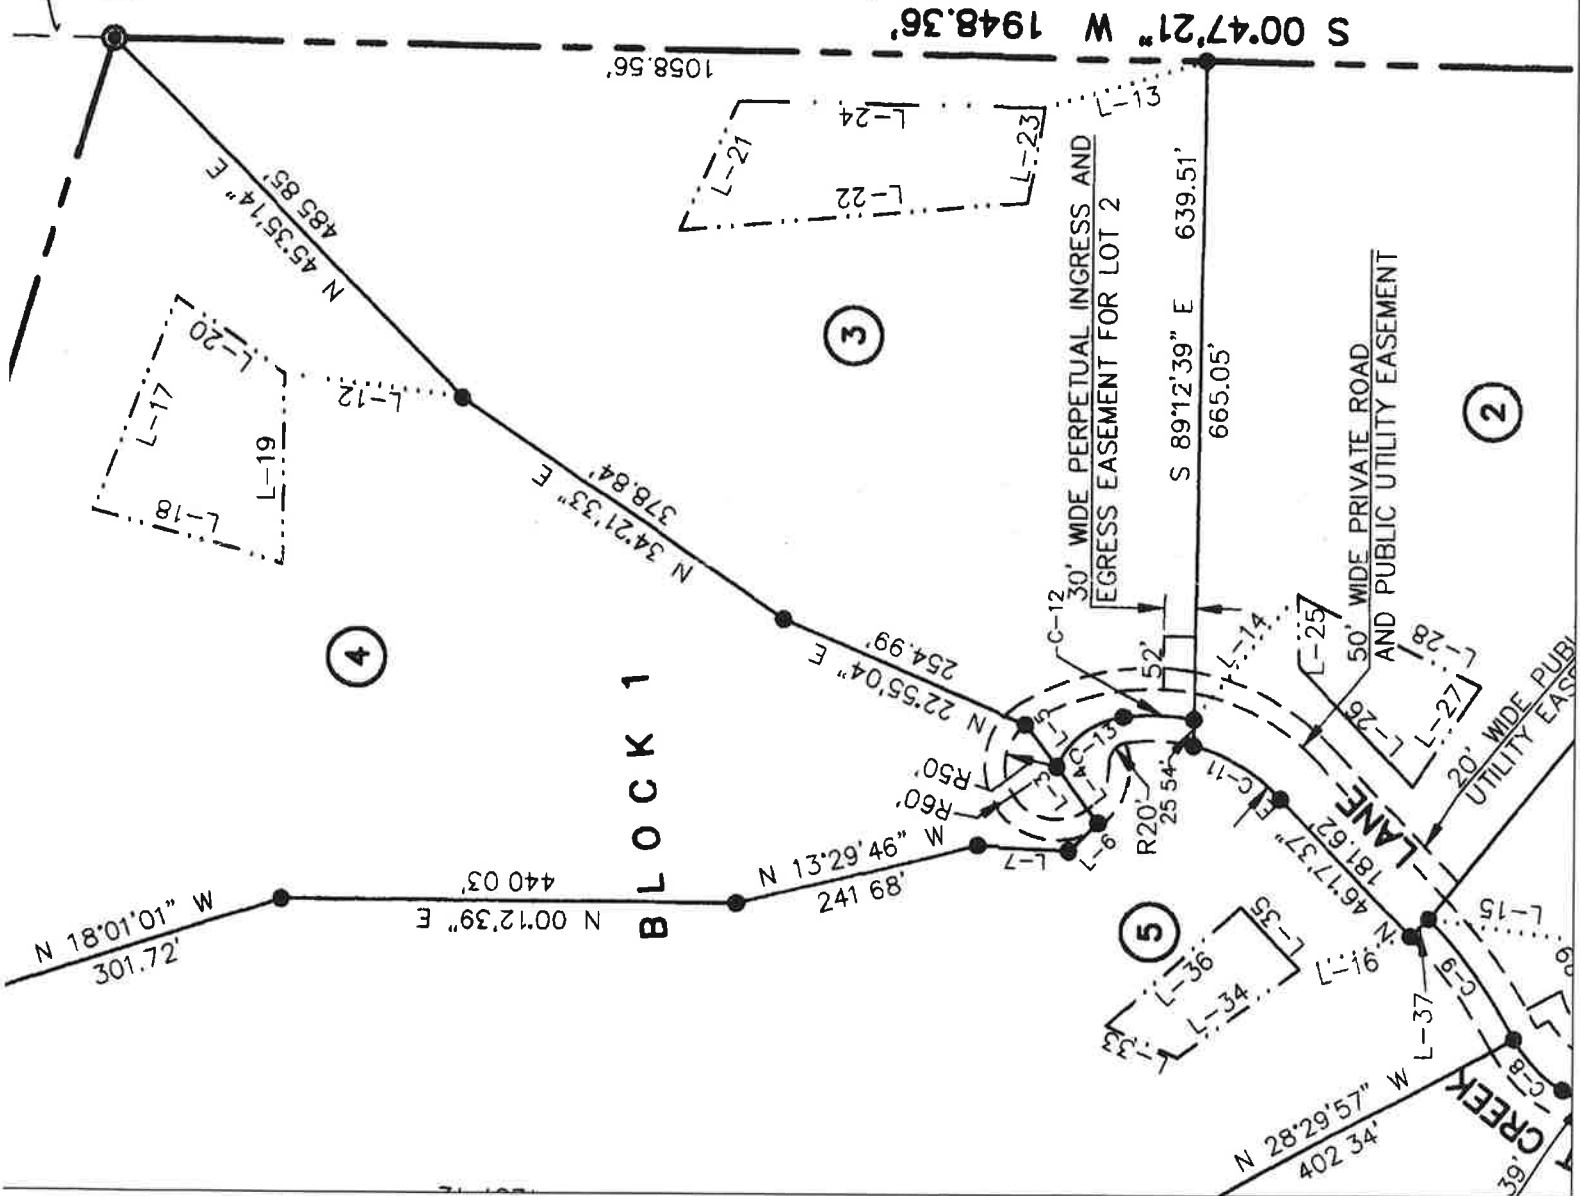 S 00°47'21" W 1948.36'
1058.56'
N 45°35'14" E
485 85'
L-21
L-24
L-22
L-23
L-13
L-20
L-17
L-18
L-19
L-12
3
30' WIDE PERPETUAL INGRESS AND
EGRESS EASEMENT FOR LOT 2
S 89°12'39" E 639.51'
665.05'
2
N 34°21'33" E
378.84'
4
BLOCK 1
N 22°55'04" E
254.99'
C-12
52'
L-14
L-25
50' WIDE PRIVATE ROAD
AND PUBLIC UTILITY EASEMENT
L-26
L-27
L-28
20' WIDE
UTILITY
R50'
R60'
L-3
L-5
C-13
L-6
L-7
R20'
25 54'
C-11
N 46°17'37" E
181.62'
LANE
N 18°01'01" W
301.72'
N 00°12'39" E
440 03'
N 13°29'46" W
241 68'
5
L-36
L-35
L-34
L-33
L-16
L-15
L-37
C-9
C-8
CREEK
N 28°29'57" W
402 34'
39'